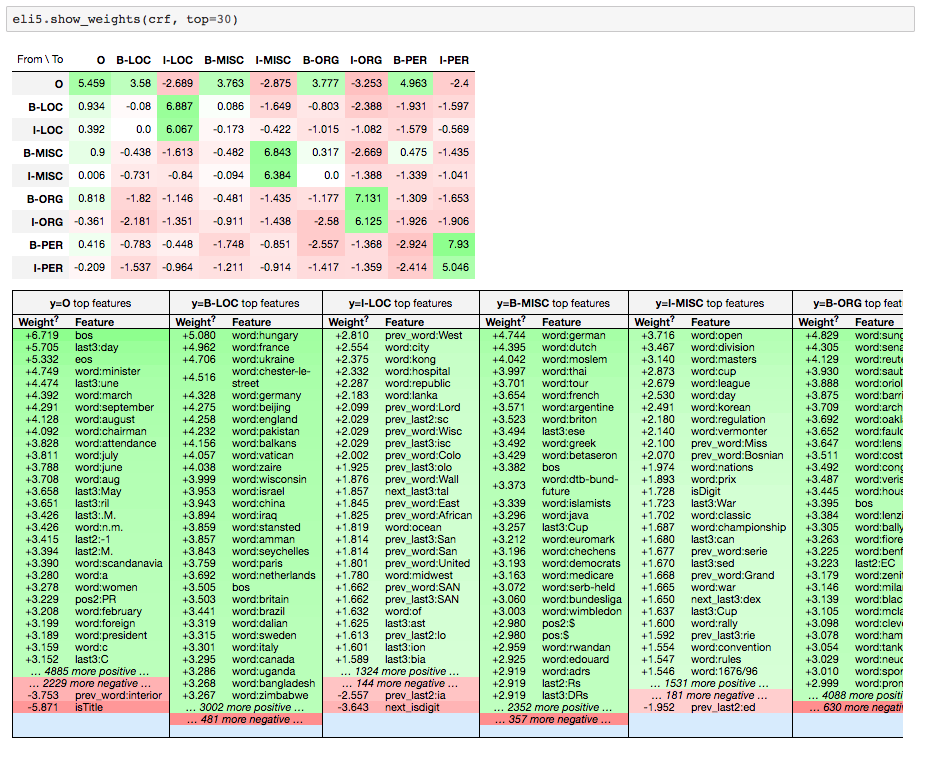 eli5.show_weights(crf, top=30)
From \ To O B-LOC I-LOC B-MISC I-MISC B-ORG I-ORG B-PER I-PER
O 5.459 3.58 -2.689 3.763 -2.875 3.777 -3.253 4.963 -2.4
B-LOC 0.934 -0.08 6.887 0.086 -1.649 -0.803 -2.388 -1.931 -1.597
I-LOC 0.392 0.0 6.067 -0.173 -0.422 -1.015 -1.082 -1.579 -0.569
B-MISC 0.9 -0.438 -1.613 -0.482 6.843 0.317 -2.669 0.475 -1.435
I-MISC 0.006 -0.731 -0.84 -0.094 6.384 0.0 -1.388 -1.339 -1.041
B-ORG 0.818 -1.82 -1.146 -0.481 -1.435 -1.177 7.131 -1.309 -1.653
I-ORG -0.361 -2.181 -1.351 -0.911 -1.438 -2.58 6.125 -1.926 -1.906
B-PER 0.416 -0.783 -0.448 -1.748 -0.851 -2.557 -1.368 -2.924 7.93
I-PER -0.209 -1.537 -0.964 -1.211 -0.914 -1.417 -1.359 -2.414 5.046
y=O top features
Weight? Feature
+6.719 bos
+5.705 last3:day
+5.332 eos
+4.749 word:minister
+4.474 last3:une
+4.392 word:march
+4.291 word:september
+4.128 word:august
+4.092 word:chairman
+3.828 word:attendance
+3.811 word:july
+3.788 word:june
+3.708 word:aug
+3.658 last3:May
+3.651 last3:ril
+3.426 last3:.M.
+3.426 word:n.m.
+3.415 last2:-1
+3.394 last2:M.
+3.390 word:scandanavia
+3.280 word:a
+3.278 word:women
+3.229 pos2:PR
+3.208 word:february
+3.199 word:foreign
+3.189 word:president
+3.159 word:c
+3.152 last3:C
… 4885 more positive …
… 2229 more negative …
-3.753 prev_word:interior
-5.871 isTitle
y=B-LOC top features
Weight? Feature
+5.080 word:hungary
+4.962 word:france
+4.706 word:ukraine
+4.516 word:chester-le-
street
+4.328 word:germany
+4.275 word:beijing
+4.258 word:england
+4.232 word:pakistan
+4.156 word:balkans
+4.057 word:vatican
+4.038 word:zaire
+3.999 word:wisconsin
+3.953 word:israel
+3.943 word:china
+3.894 word:iraq
+3.859 word:stansted
+3.857 word:amman
+3.843 word:seychelles
+3.759 word:paris
+3.692 word:netherlands
+3.505 bos
+3.503 word:britain
+3.441 word:brazil
+3.319 word:dalian
+3.315 word:sweden
+3.301 word:italy
+3.295 word:canada
+3.286 word:uganda
+3.268 word:bangladesh
+3.267 word:zimbabwe
… 3002 more positive …
… 481 more negative …
y=I-LOC top features
Weight? Feature
+2.810 prev_word:West
+2.554 word:city
+2.375 word:kong
+2.332 word:hospital
+2.287 word:republic
+2.183 word:lanka
+2.099 prev_word:Lord
+2.029 prev_last2:sc
+2.029 prev_word:Wisc
+2.029 prev_last3:isc
+2.002 prev_word:Colo
+1.925 prev_last3:olo
+1.876 prev_word:Wall
+1.857 next_last3:tal
+1.845 prev_word:East
+1.825 prev_word:African
+1.819 word:ocean
+1.814 prev_last3:San
+1.814 prev_word:San
+1.801 prev_word:United
+1.780 word:midwest
+1.662 prev_word:SAN
+1.662 prev_last3:SAN
+1.632 word:of
+1.625 last3:ast
+1.613 prev_last2:lo
+1.601 last3:ion
+1.589 last3:bia
… 1324 more positive …
… 144 more negative …
-2.557 prev_last2:ia
-3.643 next_isdigit
y=B-MISC top features
Weight? Feature
+4.744 word:german
+4.395 word:dutch
+4.042 word:moslem
+3.997 word:thai
+3.701 word:tour
+3.654 word:french
+3.571 word:argentine
+3.523 word:briton
+3.494 last3:ese
+3.492 word:greek
+3.429 word:betaseron
+3.382 bos
+3.373 word:dtb-bund-
future
+3.339 word:islamists
+3.296 word:java
+3.257 last3:Cup
+3.212 word:euromark
+3.196 word:chechens
+3.193 word:democrats
+3.163 word:medicare
+3.072 word:serb-held
+3.060 word:bundesliga
+3.003 word:wimbledon
+2.980 pos2:$
+2.980 pos:$
+2.959 word:rwandan
+2.925 word:edouard
+2.919 word:adrs
+2.919 last2:Rs
+2.919 last3:DRs
… 2352 more positive …
… 357 more negative …
y=I-MISC top features
Weight? Feature
+3.716 word:open
+3.467 word:division
+3.140 word:masters
+2.873 word:cup
+2.679 word:league
+2.530 word:day
+2.491 word:korean
+2.180 word:regulation
+2.140 word:vermonter
+2.100 prev_word:Miss
+2.070 prev_word:Bosnian
+1.974 word:nations
+1.893 word:prix
+1.728 isDigit
+1.723 last3:War
+1.702 word:classic
+1.687 word:championship
+1.680 last3:can
+1.677 prev_word:serie
+1.670 last3:sed
+1.668 prev_word:Grand
+1.665 word:war
+1.650 next_last3:dex
+1.637 last3:Cup
+1.600 word:rally
+1.592 prev_last3:rie
+1.554 word:convention
+1.547 word:rules
+1.546 word:1676/96
… 1531 more positive …
… 181 more negative …
-1.952 prev_last2:ed
y=B-ORG top feat
Weight? Feature
+4.829 word:sung
+4.305 word:sena
+4.129 word:reute
+3.930 word:saub
+3.888 word:oriol
+3.875 word:barri
+3.709 word:arch
+3.692 word:oakl
+3.652 word:fauld
+3.647 word:lens
+3.511 word:cost
+3.492 word:cong
+3.487 word:veris
+3.445 word:hous
+3.395 bos
+3.384 word:lenzi
+3.305 word:bally
+3.263 word:fiore
+3.225 word:benf
+3.223 last2:EC
+3.179 word:zenit
+3.146 word:milan
+3.139 word:blac
+3.105 word:mcla
+3.098 word:cleve
+3.078 word:ham
+3.054 word:tank
+3.029 word:neuc
+3.010 word:spor
+2.999 word:pron
… 4088 more positi
… 630 more negati